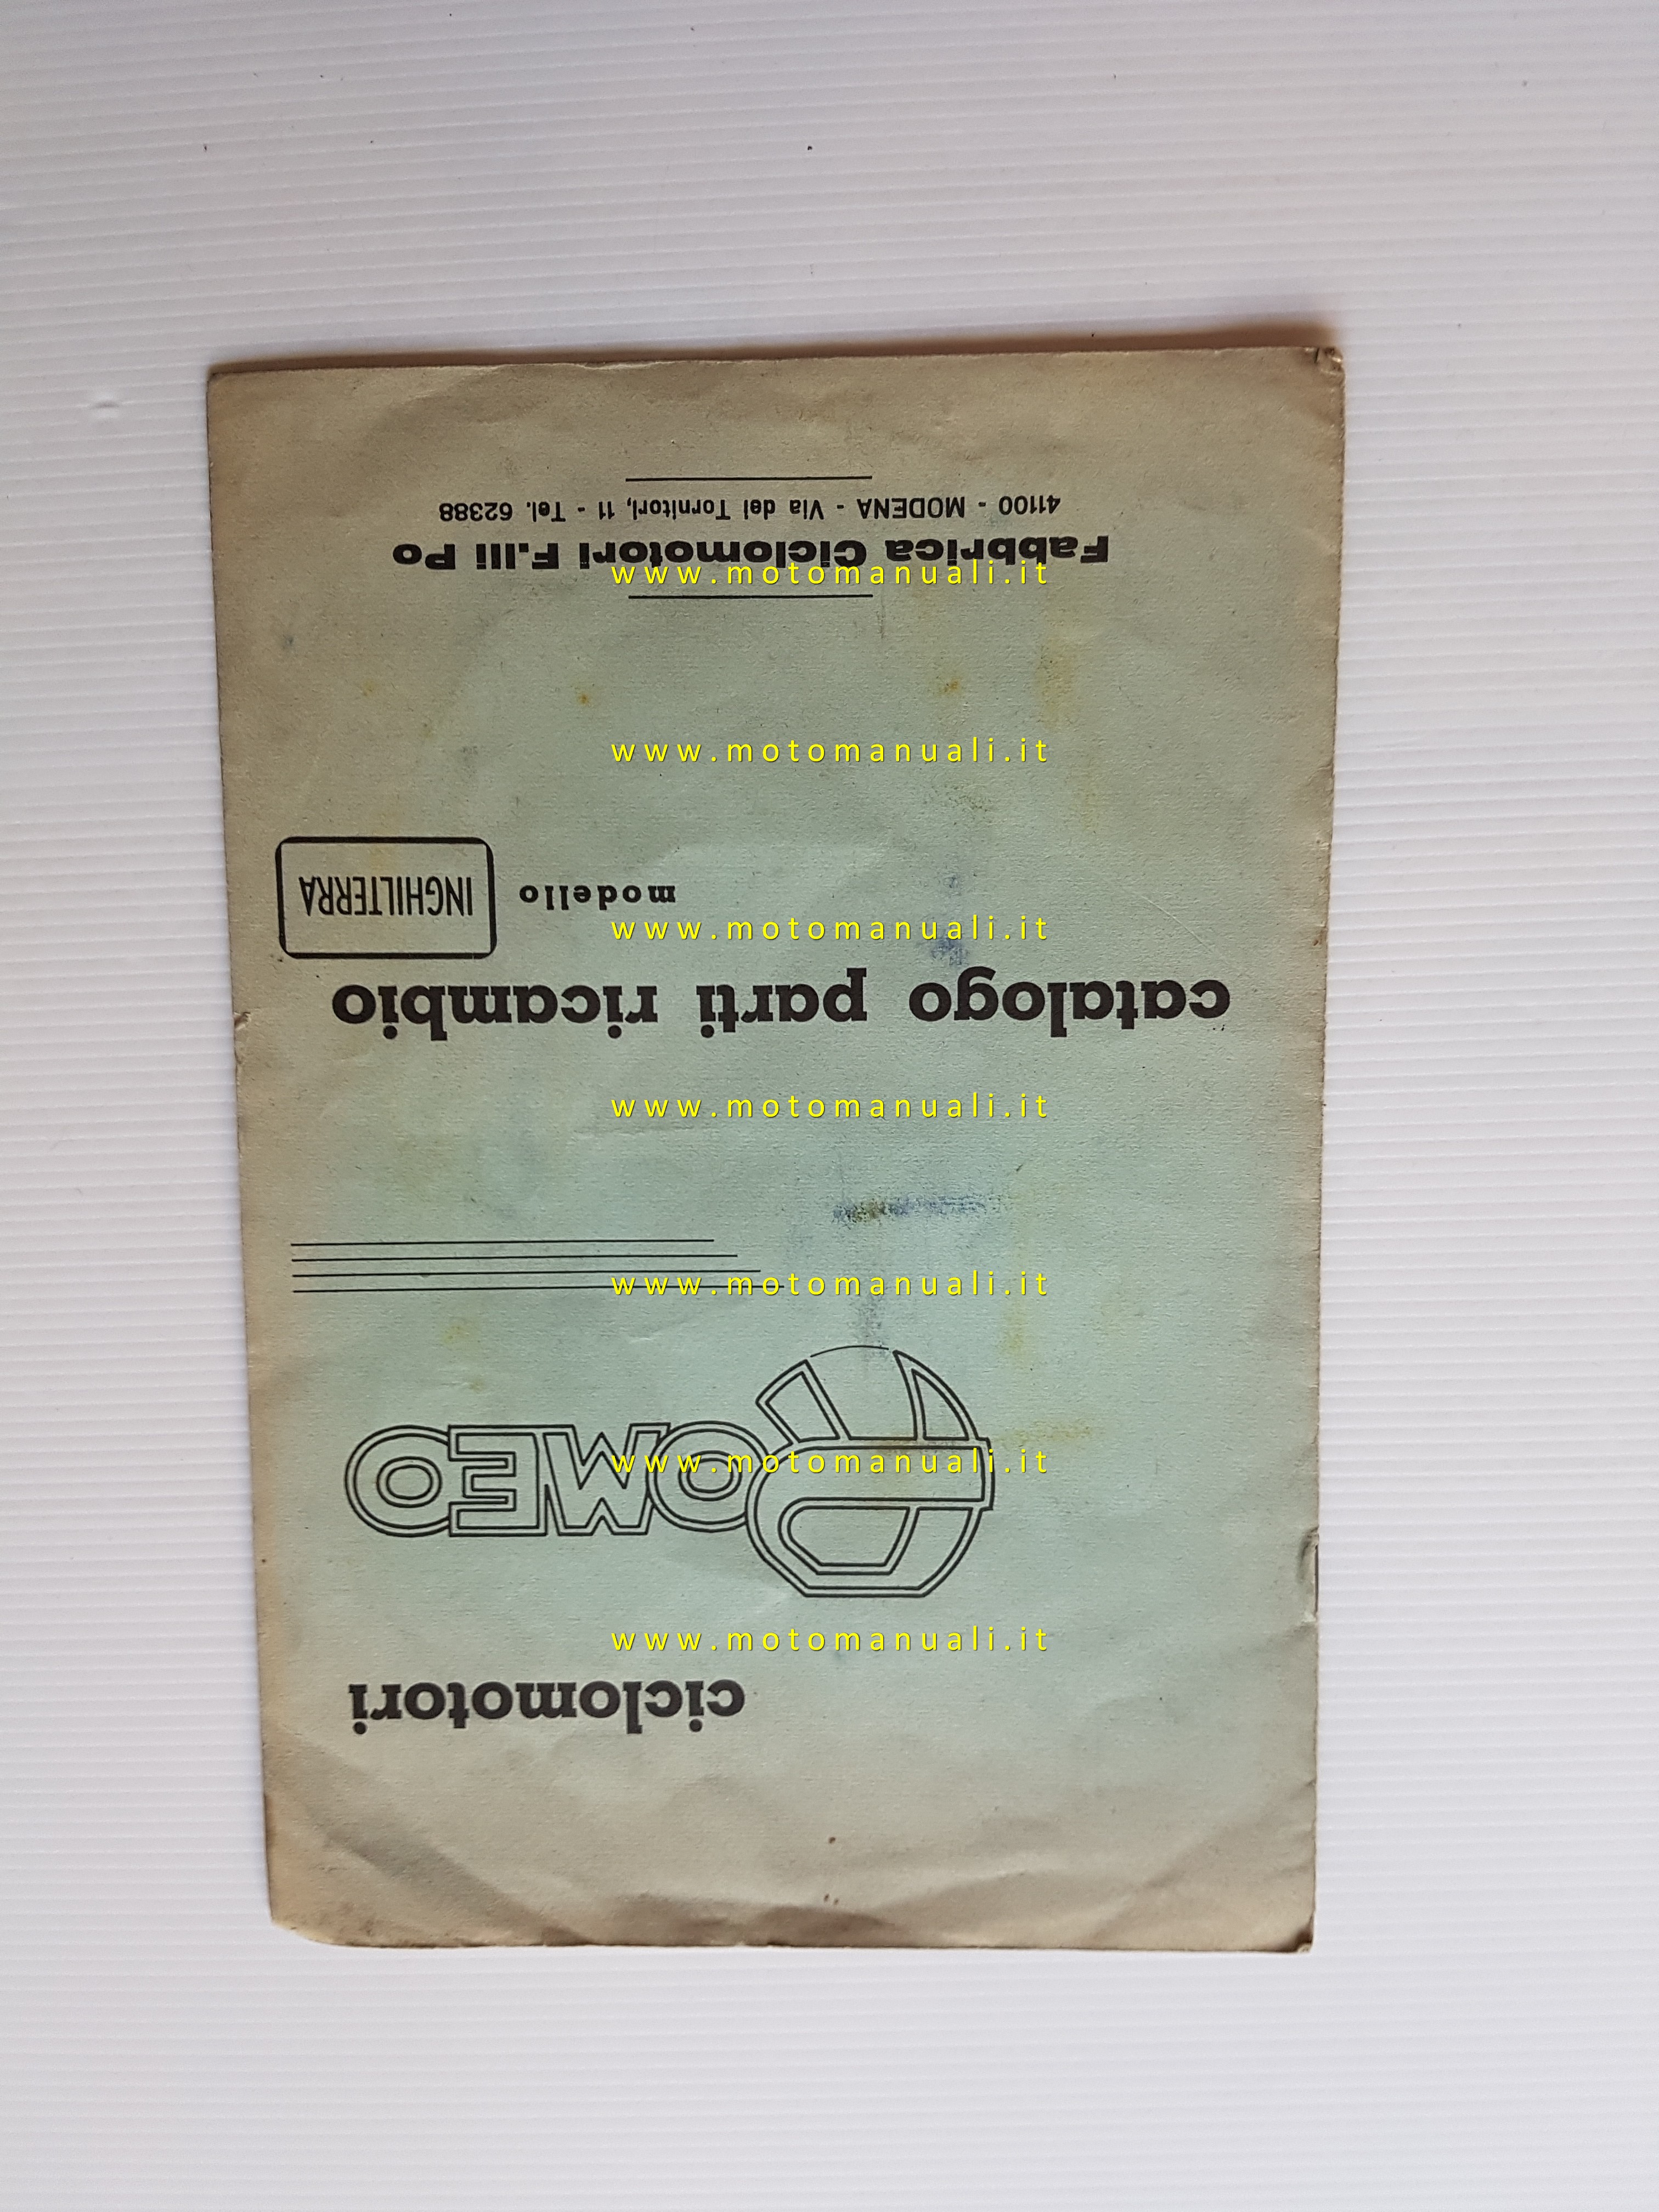 ciclomotori
ROMEO
catalogo parti ricambio
modello INGHILTERRA
Fabbrica Ciclomotori F.lli Po
41100 - MODENA - Via dei Tornitori, 11 - Tel. 62388
www.motomanuali.it
www.motomanuali.it
www.motomanuali.it
www.motomanuali.it
www.motomanuali.it
www.motomanuali.it
www.motomanuali.it